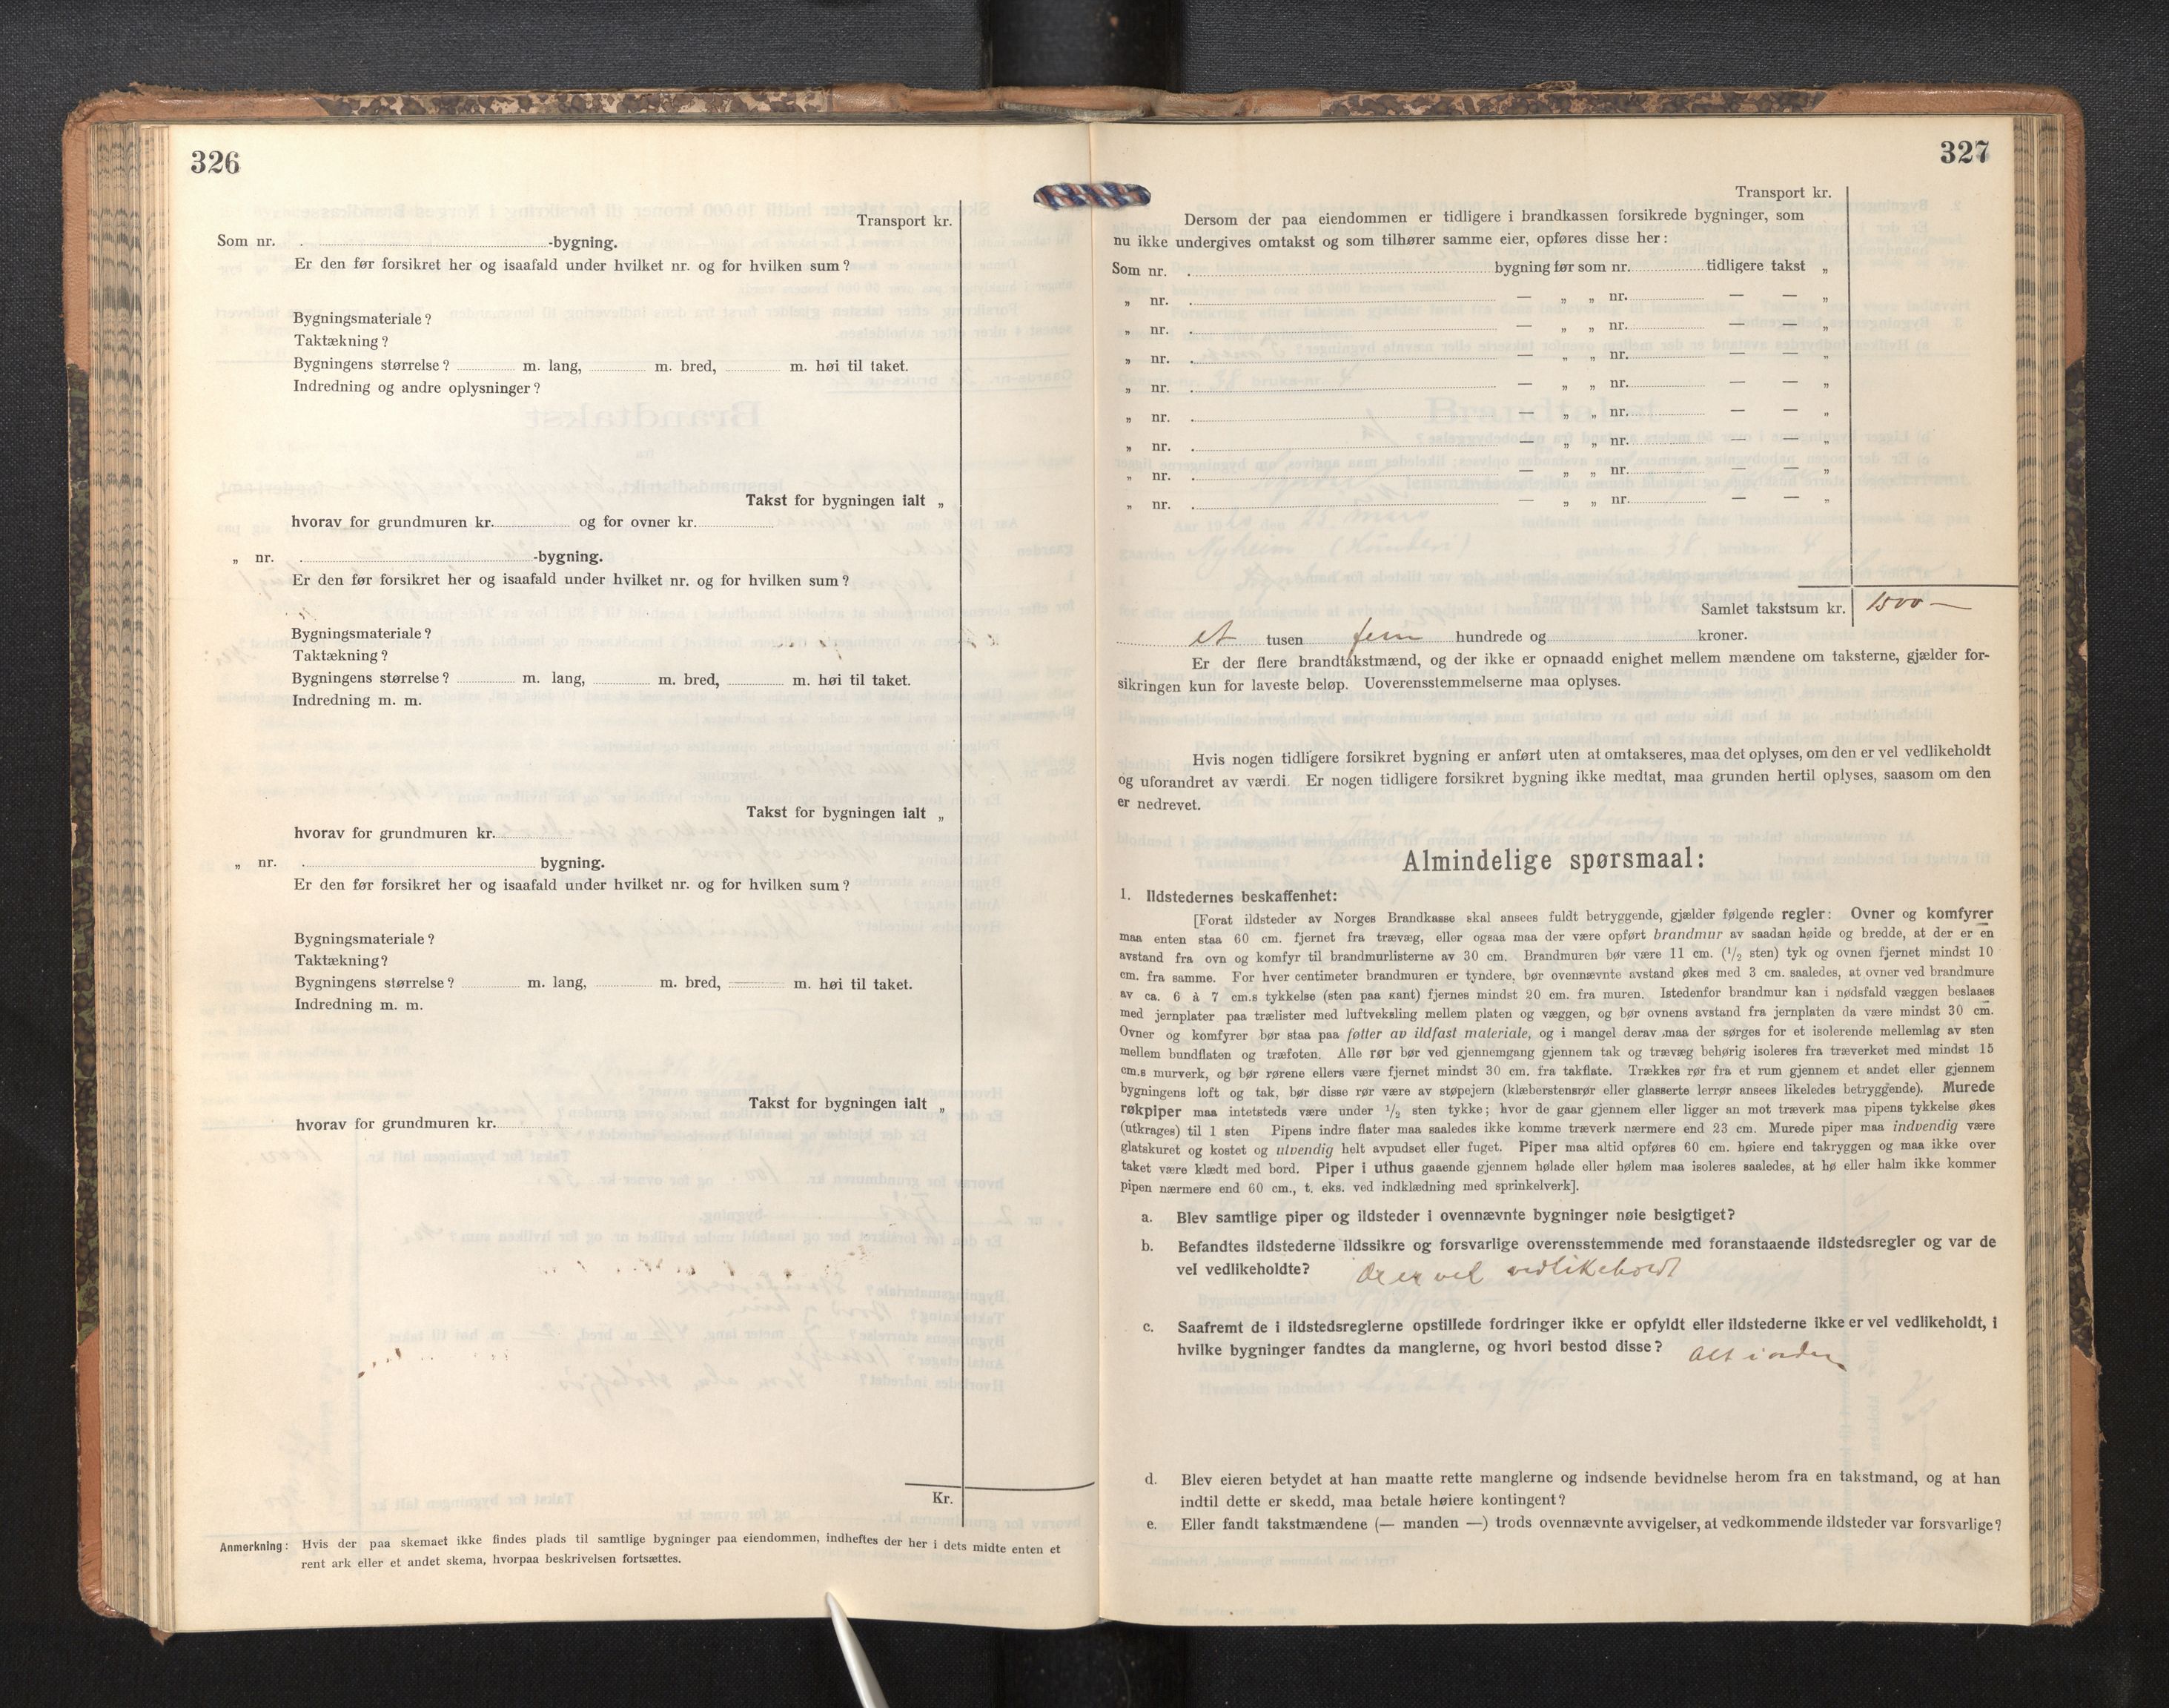 326
Transport kr.
Som nr. . -bygning.
Er den før forsikret her og isaafald under hvilket nr. og for hvilken sum?
Bygningsmateriale?
Taktækning?
Bygningens størrelse? m. lang, m. bred, m. høi til taket.
Indredning og andre oplysninger?
Takst for bygningen ialt „
hvorav for grundmuren kr. og for ovner kr.
„ nr. . -bygning.
Er den før forsikret her og isaafald under hvilket nr. og for hvilken sum?
Bygningsmateriale?
Taktækning?
Bygningens størrelse? m. lang, m. bred, m. høi til taket.
Indredning m. m.
Takst for bygningen ialt „
hvorav for grundmuren kr.
„ nr. . bygning.
Er den før forsikret her og isaafald under hvilket nr. og for hvilken sum?
Bygningsmateriale?
Taktækning?
Bygningens størrelse? m. lang, m. bred, m. høi til taket.
Indredning m. m.
Takst for bygningen ialt „
hvorav for grundmuren kr.
Kr.
Anmerkning: Hvis der paa skemaet ikke findes plads til samtlige bygninger paa eiendommen, indheftes der her i dets midte enten et
rent ark eller et andet skema, hvorpaa beskrivelsen fortsættes.
327
Transport kr.
Dersom der paa eiendommen er tidligere i brandkassen forsikrede bygninger, som
nu ikke undergives omtakst og som tilhører samme eier, opføres disse her:
Som nr. . bygning før som nr. tidligere takst „
„ nr. . — „ „ nr. — — „
„ nr. . — „ „ nr. — — „
„ nr. . — „ „ nr. — — „
„ nr. . — „ „ nr. — — „
„ nr. . — „ „ nr. — — „
„ nr. . — „ „ nr. — — „
„ nr. . — „ „ nr. — — „
„ nr. . — „ „ nr. — — „
Samlet takstsum kr. 1500 —
et tusen fem hundrede og kroner.
Er der flere brandtakstmænd, og der ikke er opnaadd enighet mellem mændene om taksterne, gjælder for-
sikringen kun for laveste beløp. Uoverensstemmelserne maa oplyses.
Hvis nogen tidligere forsikret bygning er anført uten at omtakseres, maa det oplyses, om den er vel vedlikeholdt
og uforandret av værdi. Er nogen tidligere forsikret bygning ikke medtat, maa grunden hertil oplyses, saasom om den
er nedrevet.
Almindelige spørsmaal:
1. Ildstedernes beskaffenhet:
[Forat ildsteder av Norges Brandkasse skal ansees fuldt betryggende, gjælder følgende regler: Ovner og komfyrer
maa enten staa 60 cm. fjernet fra trævæg, eller ogsaa maa der være opført brandmur av saadan høide og bredde, at der er en
avstand fra ovn og komfyr til brandmurlisterne av 30 cm. Brandmuren bør være 11 cm. (1/2 sten) tyk og ovnen fjernet mindst 10
cm. fra samme. For hver centimeter brandmuren er tyndere, bør ovennævnte avstand økes med 3 cm. saaledes, at ovner ved brandmure
av ca. 6 à 7 cm.s tykkelse (sten paa kant) fjernes mindst 20 cm. fra muren. Istedenfor brandmur kan i nødsfald væggen beslaaes
med jernplater paa trælister med luftveksling mellem platen og væggen, og bør ovnens avstand fra jernplaten da være mindst 30 cm.
Ovner og komfyrer bør staa paa føtter av ildfast materiale, og i mangel derav maa der sørges for et isolerende mellemlag av sten
mellem bundflaten og træfoten. Alle rør bør ved gjennemgang gjennem tak og trævæg behørig isoleres fra træverket med mindst 15
cm.s murverk, og bør rørene ellers være fjernet mindst 30 cm. fra takflate. Trækkes rør fra et rum gjennem et andet eller gjennem
bygningens loft og tak, bør disse rør være av støpejern (klæberstensrør eller glasserte lerrør ansees likeledes betryggende). Murede
røkpiper maa intetsteds være under 1/2 sten tykke; hvor de gaar gjennem eller ligger an mot træverk maa pipens tykkelse økes
(utkrages) til 1 sten Pipens indre flater maa saaledes ikke komme træverk nærmere end 23 cm. Murede piper maa indvendig være
glatskuret og kostet og utvendig helt avpudset eller fuget. Piper maa altid opføres 60 cm. høiere end takryggen og maa ikke over
taket være klædt med bord. Piper i uthus gaaende gjennem hølade eller hølem maa isoleres saaledes, at hø eller halm ikke kommer
pipen nærmere end 60 cm., t. eks. ved indklædning med sprinkelverk].
a. Blev samtlige piper og ildsteder i ovennævnte bygninger nøie besigtiget?
b. Befandtes ildstederne ildssikre og forsvarlige overensstemmende med foranstaaende ildstedsregler og var de
vel vedlikeholdte? De er vel vedlikeholdt
c. Saafremt de i ildstedsreglerne opstillede fordringer ikke er opfyldt eller ildstederne ikke er vel vedlikeholdt, i
hvilke bygninger fandtes da manglerne, og hvori bestod disse? Alt i orden
d. Blev eieren betydet at han maatte rette manglerne og indsende bevidnelse herom fra en takstmand, og at han
indtil dette er skedd, maa betale høiere kontingent?
e. Eller fandt takstmændene (— manden —) trods ovennævnte avvigelser, at vedkommende ildsteder var forsvarlige?